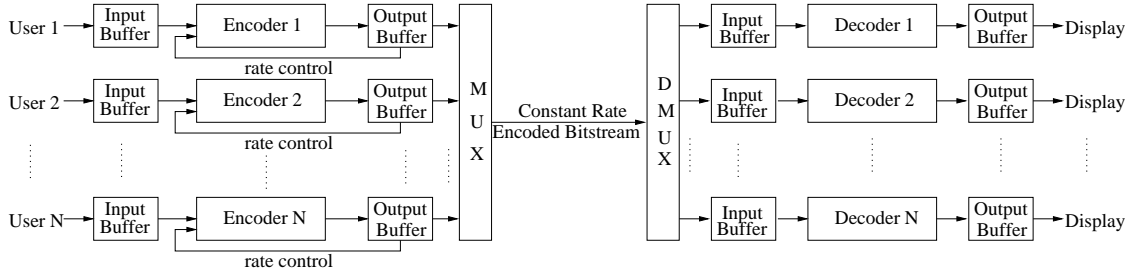 User 1
Input
Buffer
Encoder 1
Output
Buffer
rate control
User 2
Input
Buffer
Encoder 2
Output
Buffer
rate control
User N
Input
Buffer
Encoder N
Output
Buffer
rate control
M
U
X
Constant Rate
Encoded Bitstream
D
M
U
X
Input
Buffer
Decoder 1
Output
Buffer
Display
Input
Buffer
Decoder 2
Output
Buffer
Display
Input
Buffer
Decoder N
Output
Buffer
Display